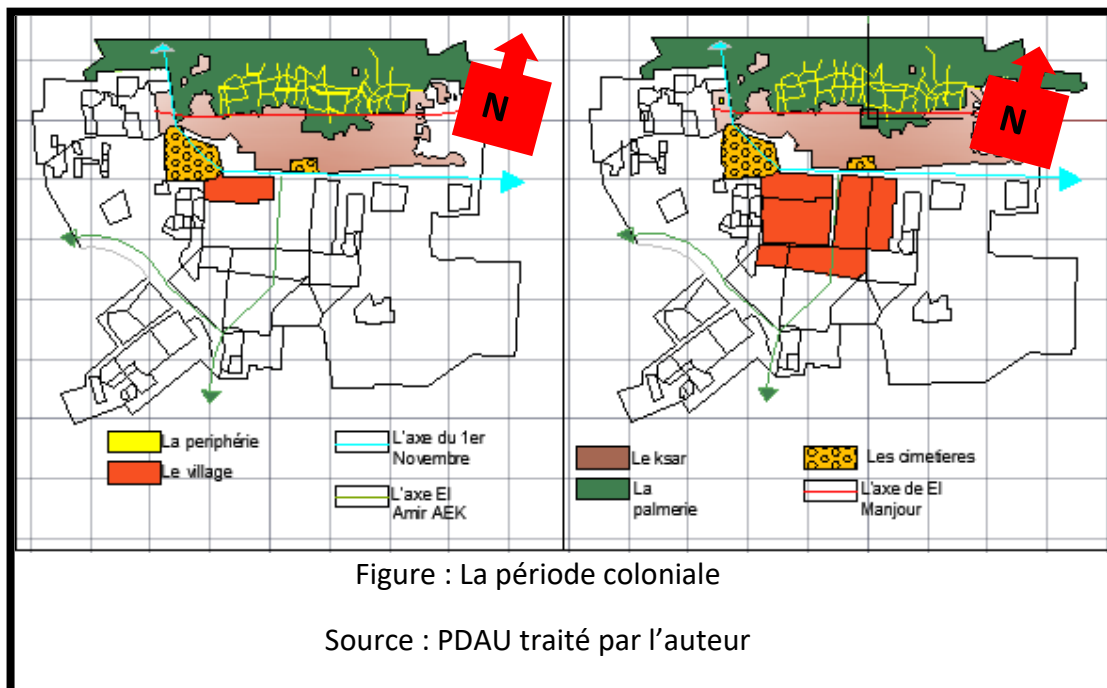 N
N
La periphérie
Le village
L'axe du 1er
Novembre
L'axe El
Amir AEK
Le ksar
La
palmerie
Les cimetieres
L'axe de El
Manjour
Figure : La période coloniale
Source : PDAU traité par l’auteur